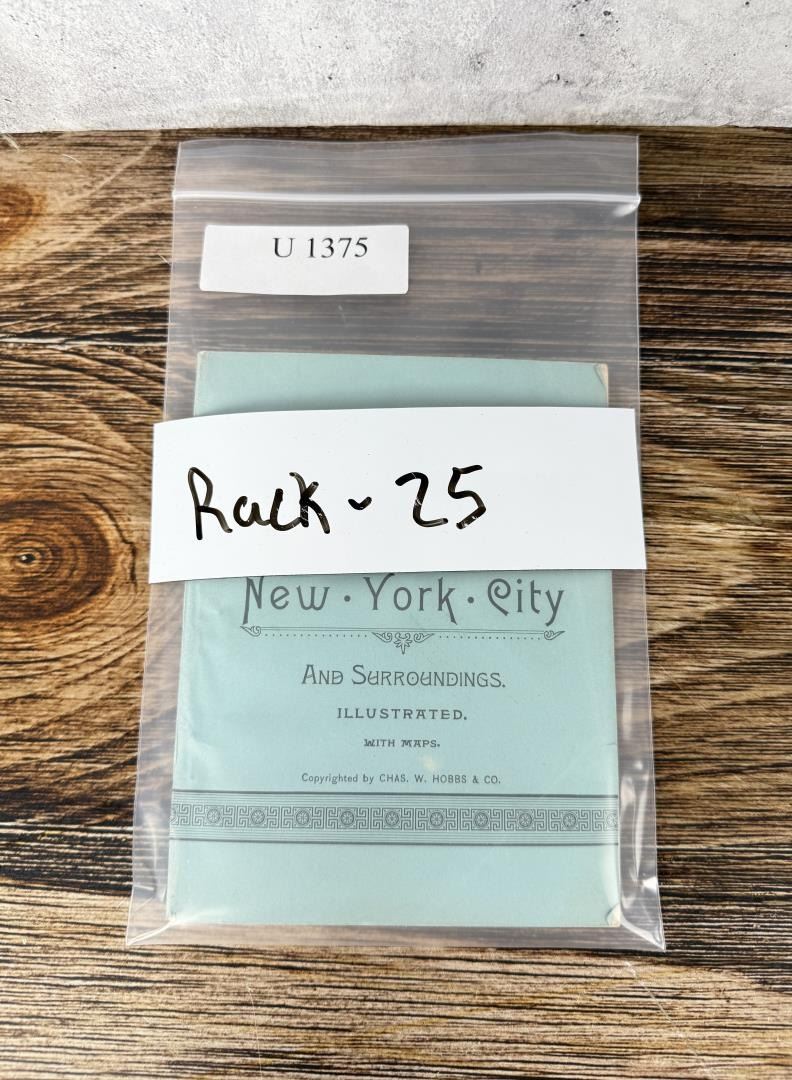 U 1375
Rack - 25
New · York · City
AND SURROUNDINGS.
ILLUSTRATED.
WITH MAPS.
Copyrighted by CHAS. W. HOBBS & CO.